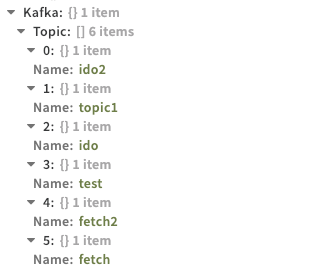 Kafka: {} 1 item
Topic: [] 6 items
0: {} 1 item
Name: ido2
1: {} 1 item
Name: topic1
2: {} 1 item
Name: ido
3: {} 1 item
Name: test
4: {} 1 item
Name: fetch2
5: {} 1 item
Name: fetch